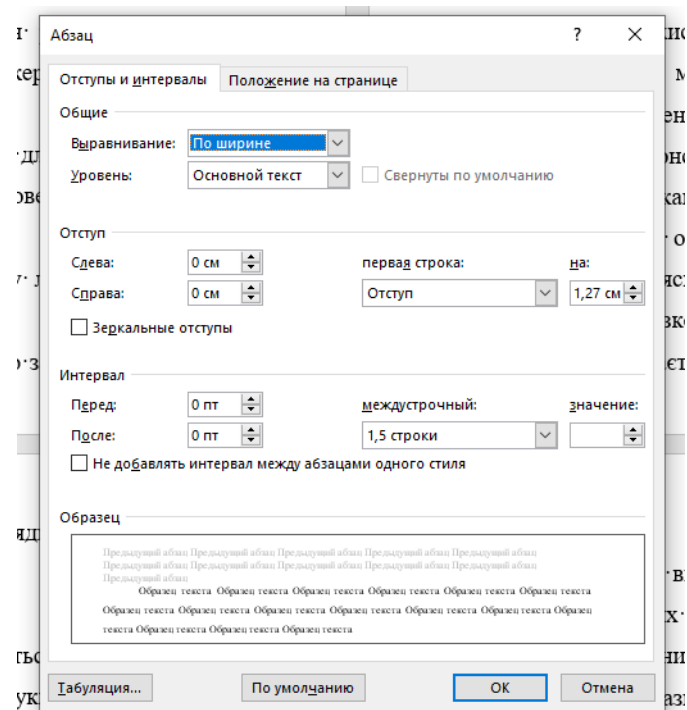 Абзац ? ×
Отступы и интервалы Положение на странице
Общие
Выравнивание: По ширине
Уровень: Основной текст Свернуты по умолчанию
Отступ
Слева: 0 см первая строка: на:
Справа: 0 см Отступ 1,27 см
Зеркальные отступы
Интервал
Перед: 0 пт междустрочный: значение:
После: 0 пт 1,5 строки
Не добавлять интервал между абзацами одного стиля
Образец
Предыдущий абзац Предыдущий абзац Предыдущий абзац Предыдущий абзац Предыдущий абзац
Предыдущий абзац Предыдущий абзац Предыдущий абзац Предыдущий абзац Предыдущий абзац
Предыдущий абзац
Образец текста Образец текста Образец текста Образец текста Образец текста Образец текста
Образец текста Образец текста Образец текста Образец текста Образец текста Образец текста Образец
текста Образец текста Образец текста Образец текста
Табуляция... По умолчанию ОК Отмена